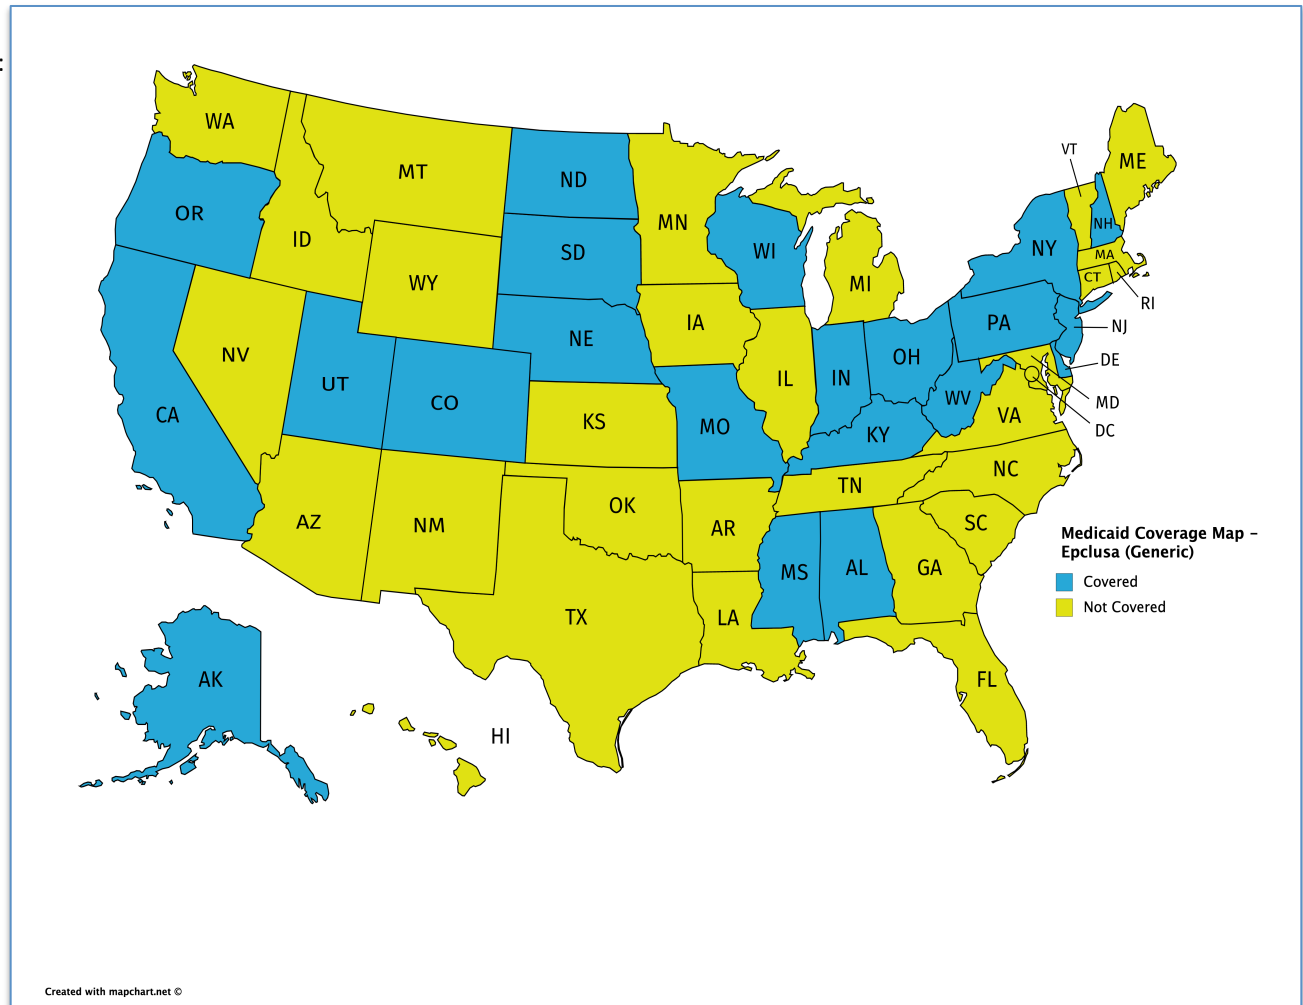 :
WA
MT
ND
MN
VT
ME
OR
ID
SD
WI
NY
NH
MA
WY
MI
CT
RI
IA
NE
PA
NJ
NV
UT
CO
IL
IN
OH
DE
WV
MD
DC
CA
KS
MO
KY
VA
NC
TN
AZ
NM
OK
AR
SC
MS
AL
GA
TX
LA
FL
AK
HI
Medicaid Coverage Map –
Epclusa (Generic)
Covered
Not Covered
Created with mapchart.net ©